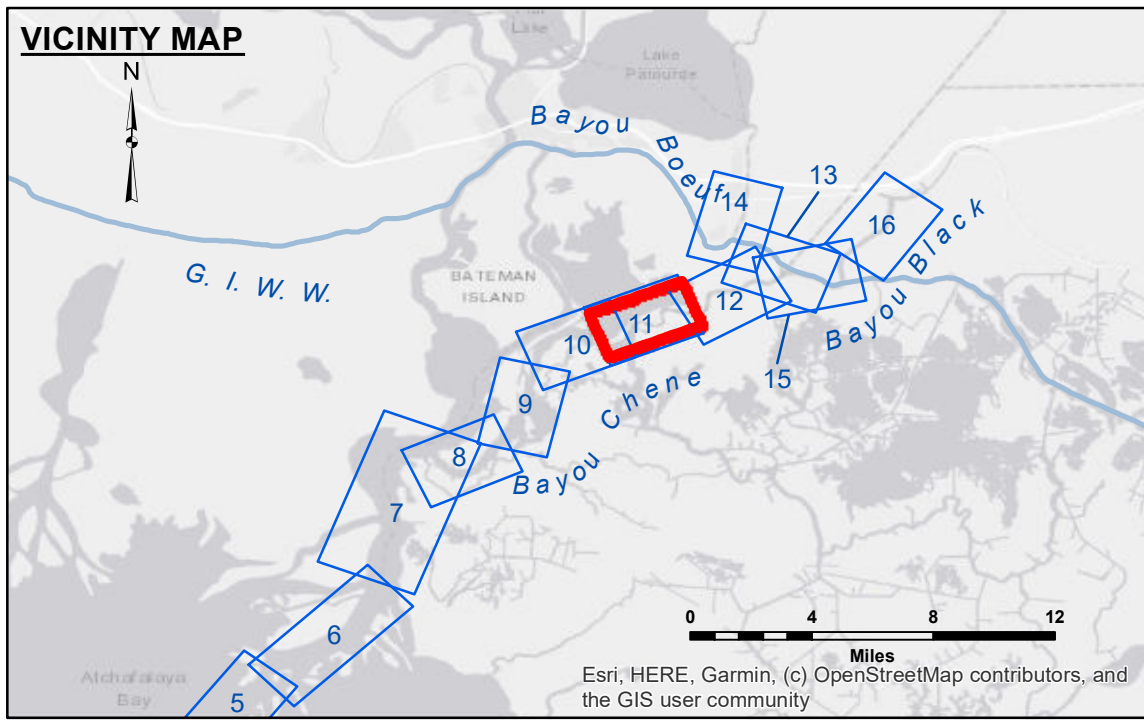 VICINITY MAP
N
Lake
Lake
Palourde
Bayou
Boeuf
13
14
16
Bayou Black
G. I. W. W.
BATEMAN
ISLAND
12
11
10
15
9
Bayou Chene
8
7
6
5
Atchafalaya
Bay
0 4 8 12
Miles
Esri, HERE, Garmin, (c) OpenStreetMap contributors, and
the GIS user community